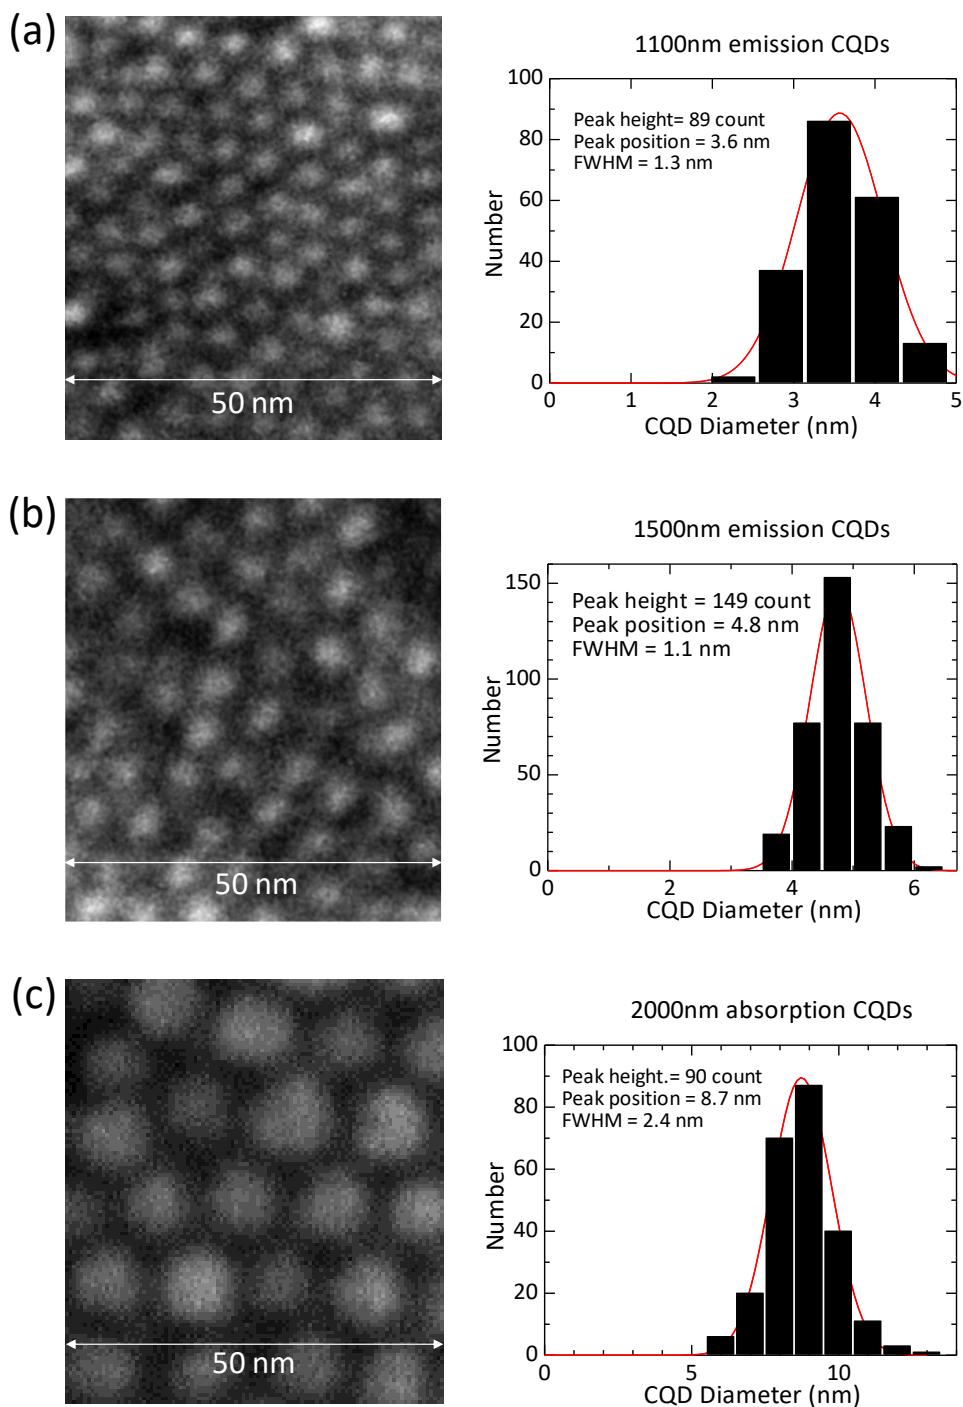 (a)
50 nm
1100nm emission CQDs
Peak height= 89 count
Peak position = 3.6 nm
FWHM = 1.3 nm
100
80
60
40
20
0
Number
0 1 2 3 4 5
CQD Diameter (nm)
(b)
50 nm
1500nm emission CQDs
Peak height = 149 count
Peak position = 4.8 nm
FWHM = 1.1 nm
150
100
50
0
Number
0 2 4 6
CQD Diameter (nm)
(c)
50 nm
2000nm absorption CQDs
Peak height.= 90 count
Peak position = 8.7 nm
FWHM = 2.4 nm
100
80
60
40
20
0
Number
0 5 10
CQD Diameter (nm)